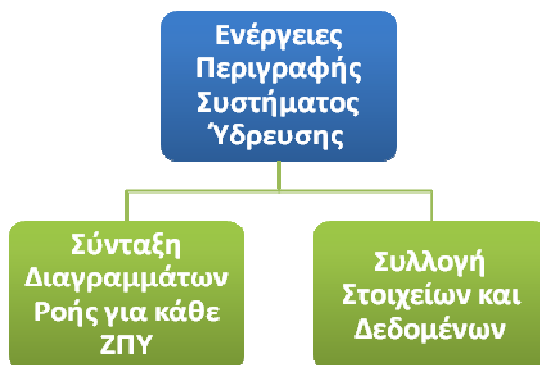 Ενέργειες
Περιγραφής
Συστήματος
Ύδρευσης
Σύνταξη
Διαγραμμάτων
Ροής για κάθε
ΖΠΥ
Συλλογή
Στοιχείων και
Δεδομένων